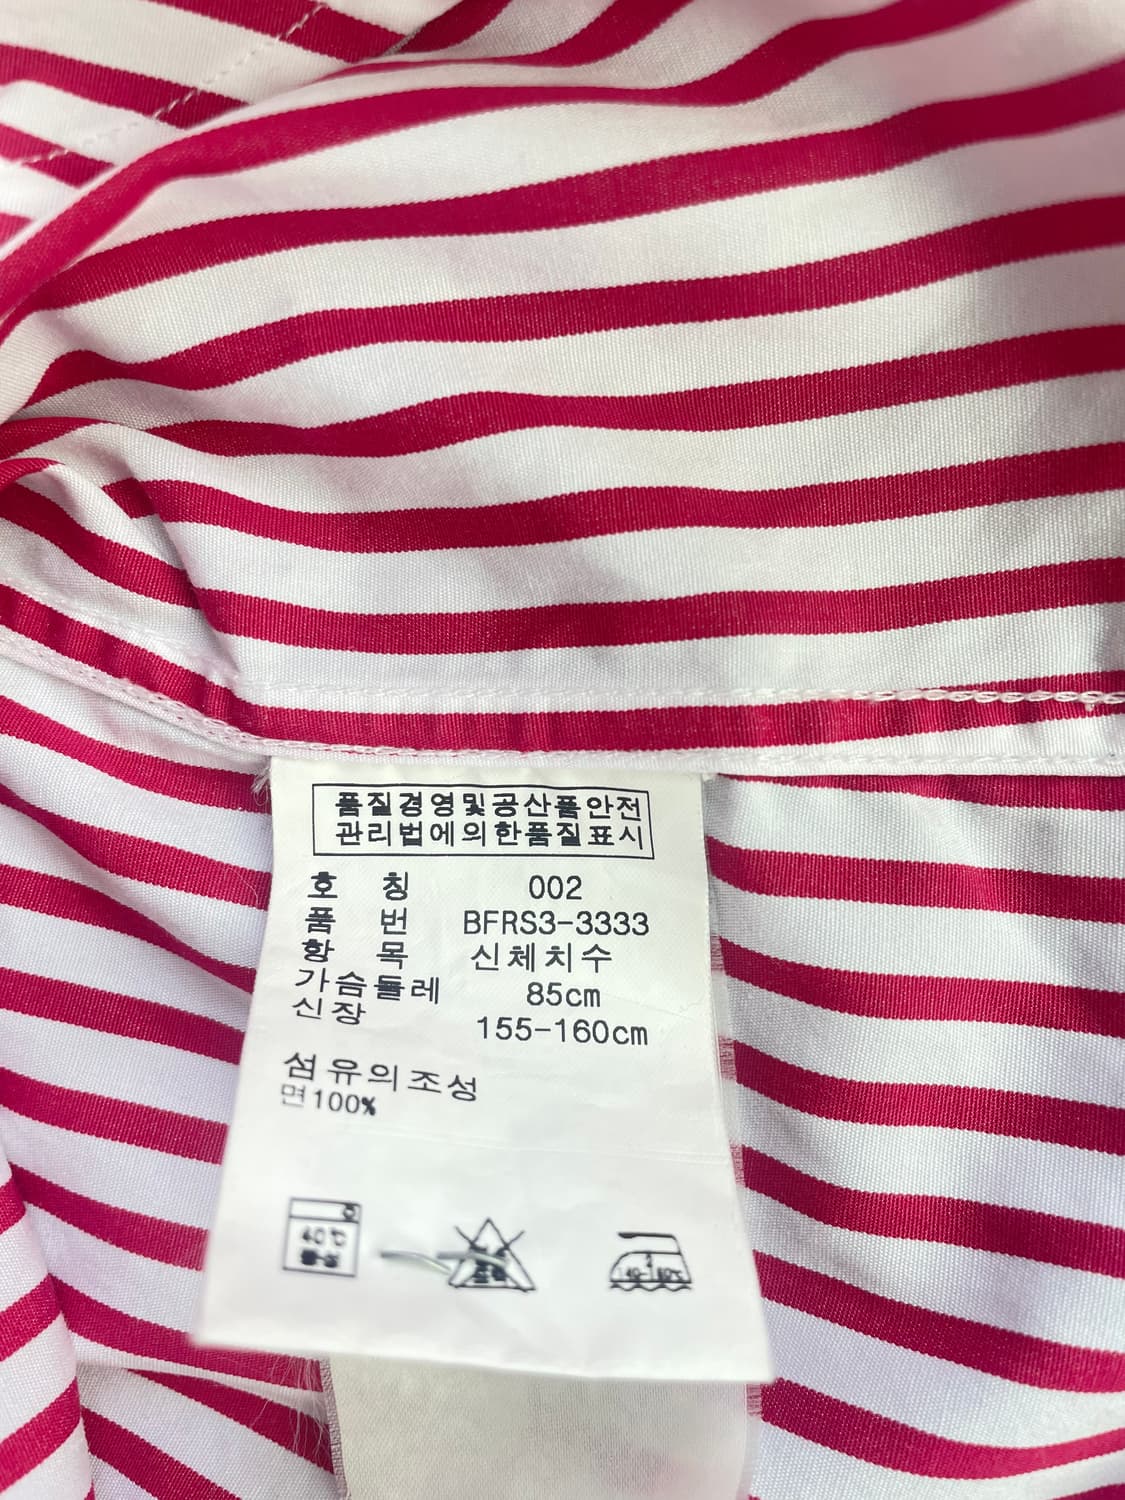 품질경영및공산품안전
관리법에의한품질표시
호 칭 002
품 번 BFRS3-3333
항 목 신체치수
가슴둘레 85cm
신장 155-160cm
섬유의조성
면100%
40℃